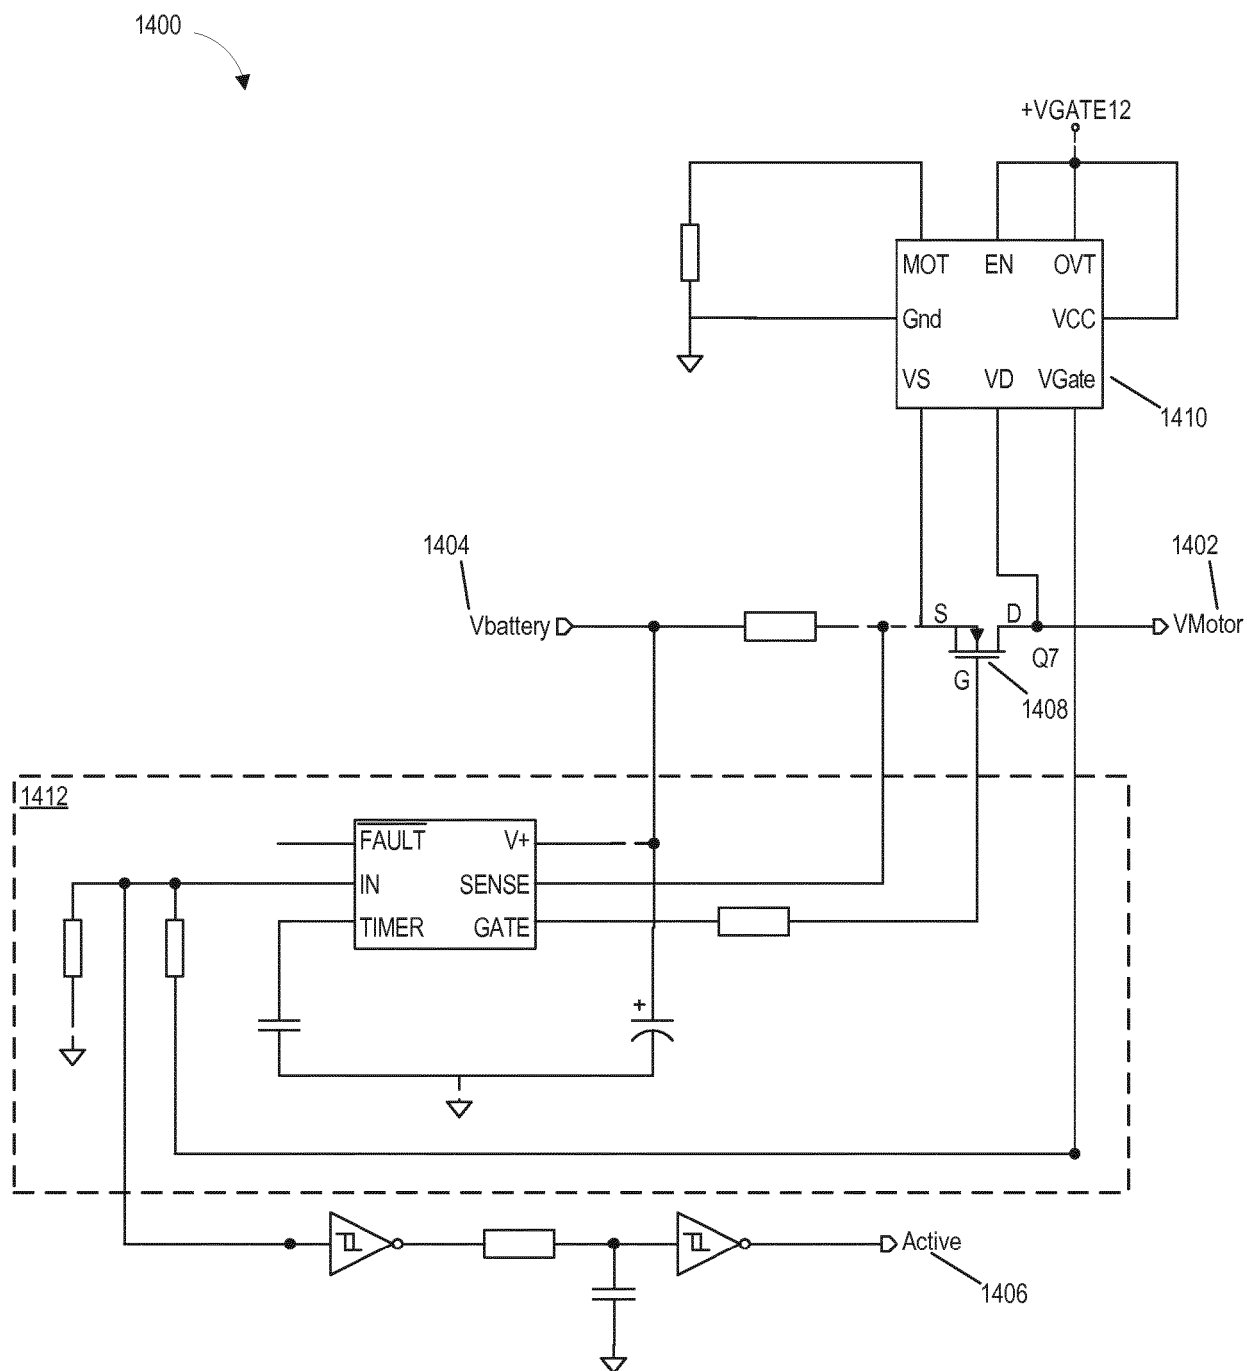 1400
+VGATE12
MOT EN OVT
Gnd VCC
VS VD VGate
1410
1404
1402
Vbattery
S D
VMotor
Q7
G
1408
1412
FAULT V+
IN SENSE
TIMER GATE
+
Active
1406